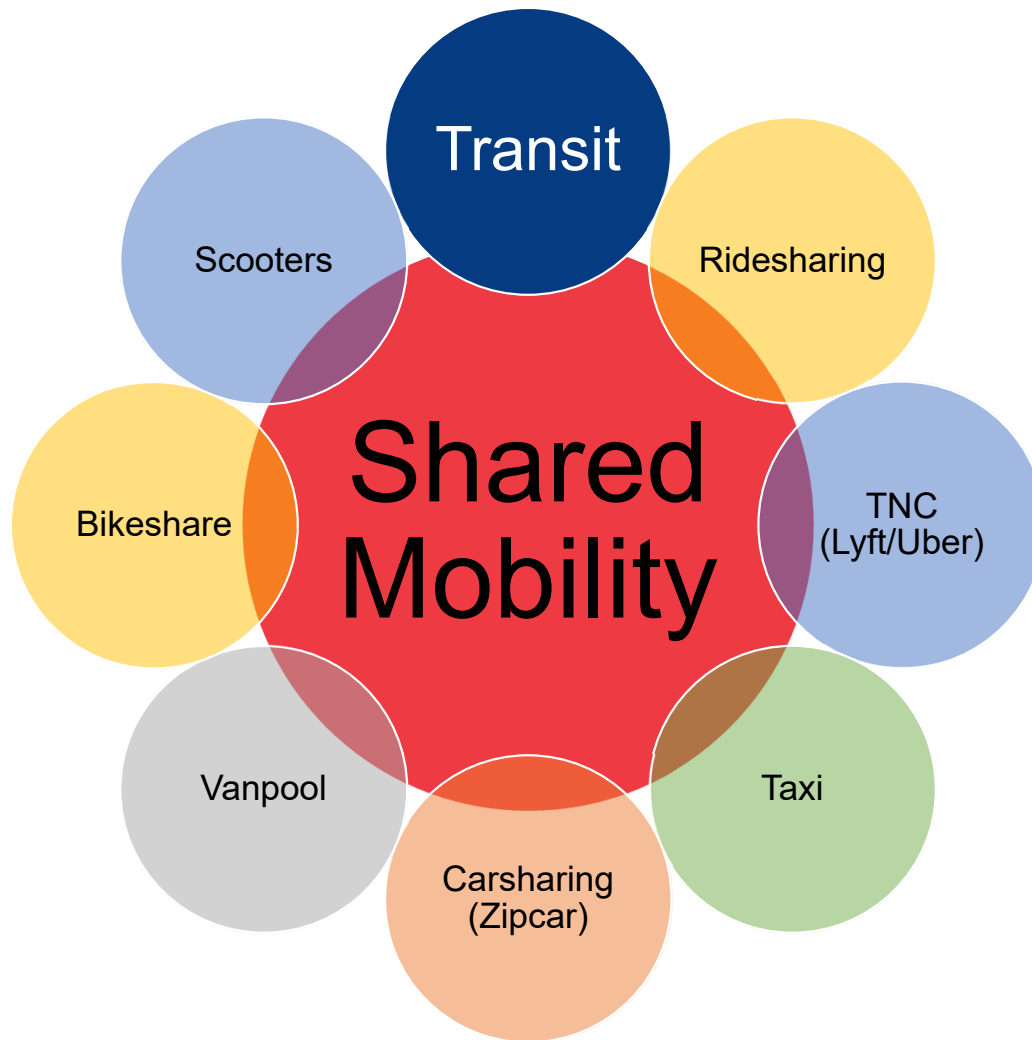 Transit
Scooters
Ridesharing
Shared
Mobility
Bikeshare
TNC
(Lyft/Uber)
Vanpool
Taxi
Carsharing
(Zipcar)